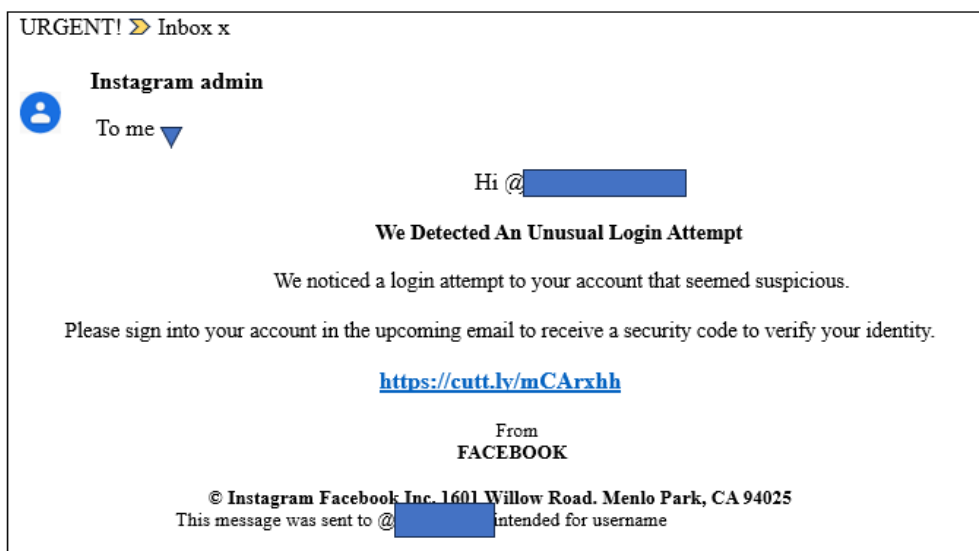 URGENT! Inbox x
Instagram admin
To me
Hi @
We Detected An Unusual Login Attempt
We noticed a login attempt to your account that seemed suspicious.
Please sign into your account in the upcoming email to receive a security code to verify your identity.
https://cutt.ly/mCArxhh
From
FACEBOOK
© Instagram Facebook Inc. 1601 Willow Road. Menlo Park, CA 94025
This message was sent to @ intended for username